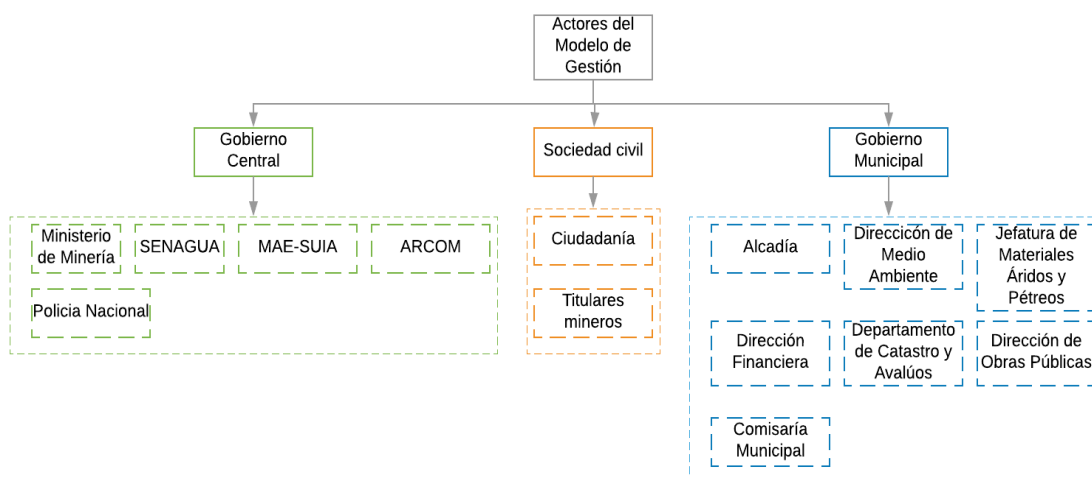 Actores del
Modelo de
Gestión
Gobierno
Central
Sociedad civil
Gobierno
Municipal
Ministerio
de Minería
SENAGUA
MAE-SUIA
ARCOM
Policia Nacional
Ciudadanía
Titulares
mineros
Alcadía
Direccićn de
Medio
Ambiente
Jefatura de
Materiales
Áridos y
Pétreos
Dirección
Financiera
Departamento
de Catastro y
Avalúos
Dirección de
Obras Públicas
Comisaría
Municipal